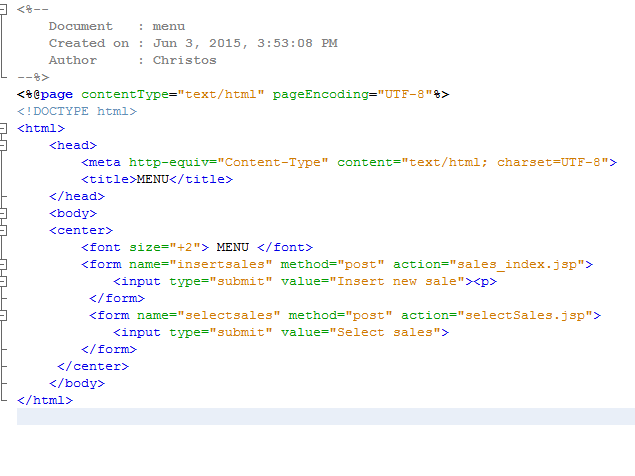 <%--
    Document   : menu
    Created on : Jun 3, 2015, 3:53:08 PM
    Author     : Christos
--%>
<%@page contentType="text/html" pageEncoding="UTF-8"%>
<!DOCTYPE html>
<html>
    <head>
        <meta http-equiv="Content-Type" content="text/html; charset=UTF-8">
        <title>MENU</title>
    </head>
    <body>
    <center>
        <font size="+2"> MENU </font>
        <form name="insertsales" method="post" action="sales_index.jsp">
            <input type="submit" value="Insert new sale"><p>
         </form>
         <form name="selectsales" method="post" action="selectSales.jsp">
            <input type="submit" value="Select sales">
        </form>
     </center>
    </body>
</html>